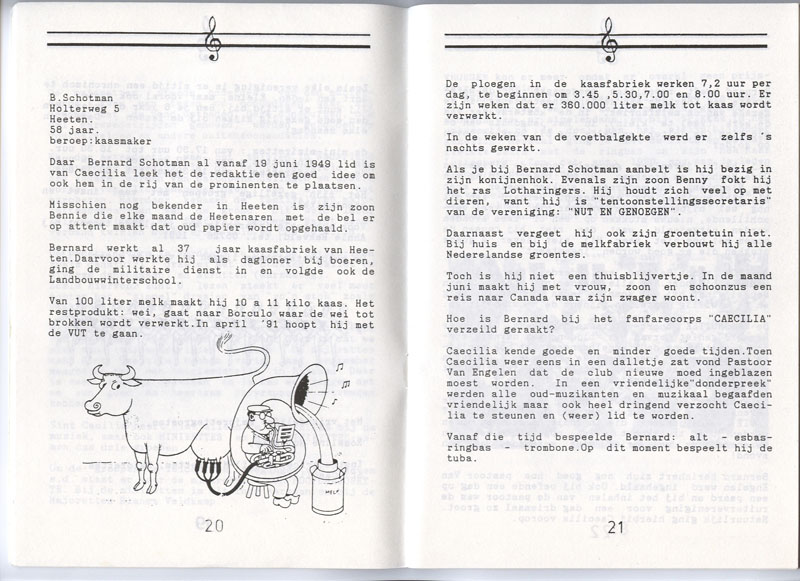 B.Schotman
Holterweg 5
Heeten.
58 jaar.
beroep:kaasmaker
Daar Bernard Schotman al vanaf 19 juni 1949 lid is
van Caecilia leek het de redaktie een goed idee om
ook hem in de rij van de prominenten te plaatsen.
Misschien nog bekender in Heeten is zijn zoon
Bennie die elke maand de Heetenaren met de bel er
op attent maakt dat oud papier wordt opgehaald.
Bernard werkt al 37 jaar kaasfabriek van Hee-
ten.Daarvoor werkte hij als dagloner bij boeren,
ging de militaire dienst in en volgde ook de
Landbouwwinterschool.
Van 100 liter melk maakt hij 10 a 11 kilo kaas. Het
restprodukt: wei, gaat naar Borculo waar de wei tot
brokken wordt verwerkt.In april '91 hoopt hij met
de VUT te gaan.
MELK
20
De ploegen in de kaasfabriek werken 7,2 uur per
dag, te beginnen om 3.45 ,5.30,7.00 en 8.00 uur. Er
zijn weken dat er 360.000 liter melk tot kaas wordt
verwerkt.
In de weken van de voetbalgekte werd er zelfs 's
nachts gewerkt.
Als je bij Bernard Schotman aanbelt is hij bezig in
zijn konijnenhok. Evenals zijn zoon Benny fokt hij
het ras Lotharingers. Hij houdt zich veel op met
dieren, want hij is "tentoonstellingssecretaris"
van de vereniging: "NUT EN GENOEGEN".
Daarnaast vergeet hij ook zijn groentetuin niet.
Bij huis en bij de melkfabriek verbouwt hij alle
Nederelandse groentes.
Toch is hij niet een thuisblijvertje. In de maand
juni maakt hij met vrouw, zoon en schoonzus een
reis naar Canada waar zijn zwager woont.
Hoe is Bernard bij het fanfarecorps "CAECILIA"
verzeild geraakt?
Caecilia kende goede en minder goede tijden.Toen
Caecilia weer eens in een dalletje zat vond Pastoor
Van Engelen dat de club nieuwe moed ingeblazen
moest worden. In een vriendelijke"donderpreek"
werden alle oud-muzikanten en muzikaal begaafden
vriendelijk maar ook heel dringend verzocht Caeci-
lia te steunen en (weer) lid te worden.
Vanaf die tijd bespeelde Bernard: alt - esbas-
ringbas - trombone.Op dit moment bespeelt hij de
tuba.
21